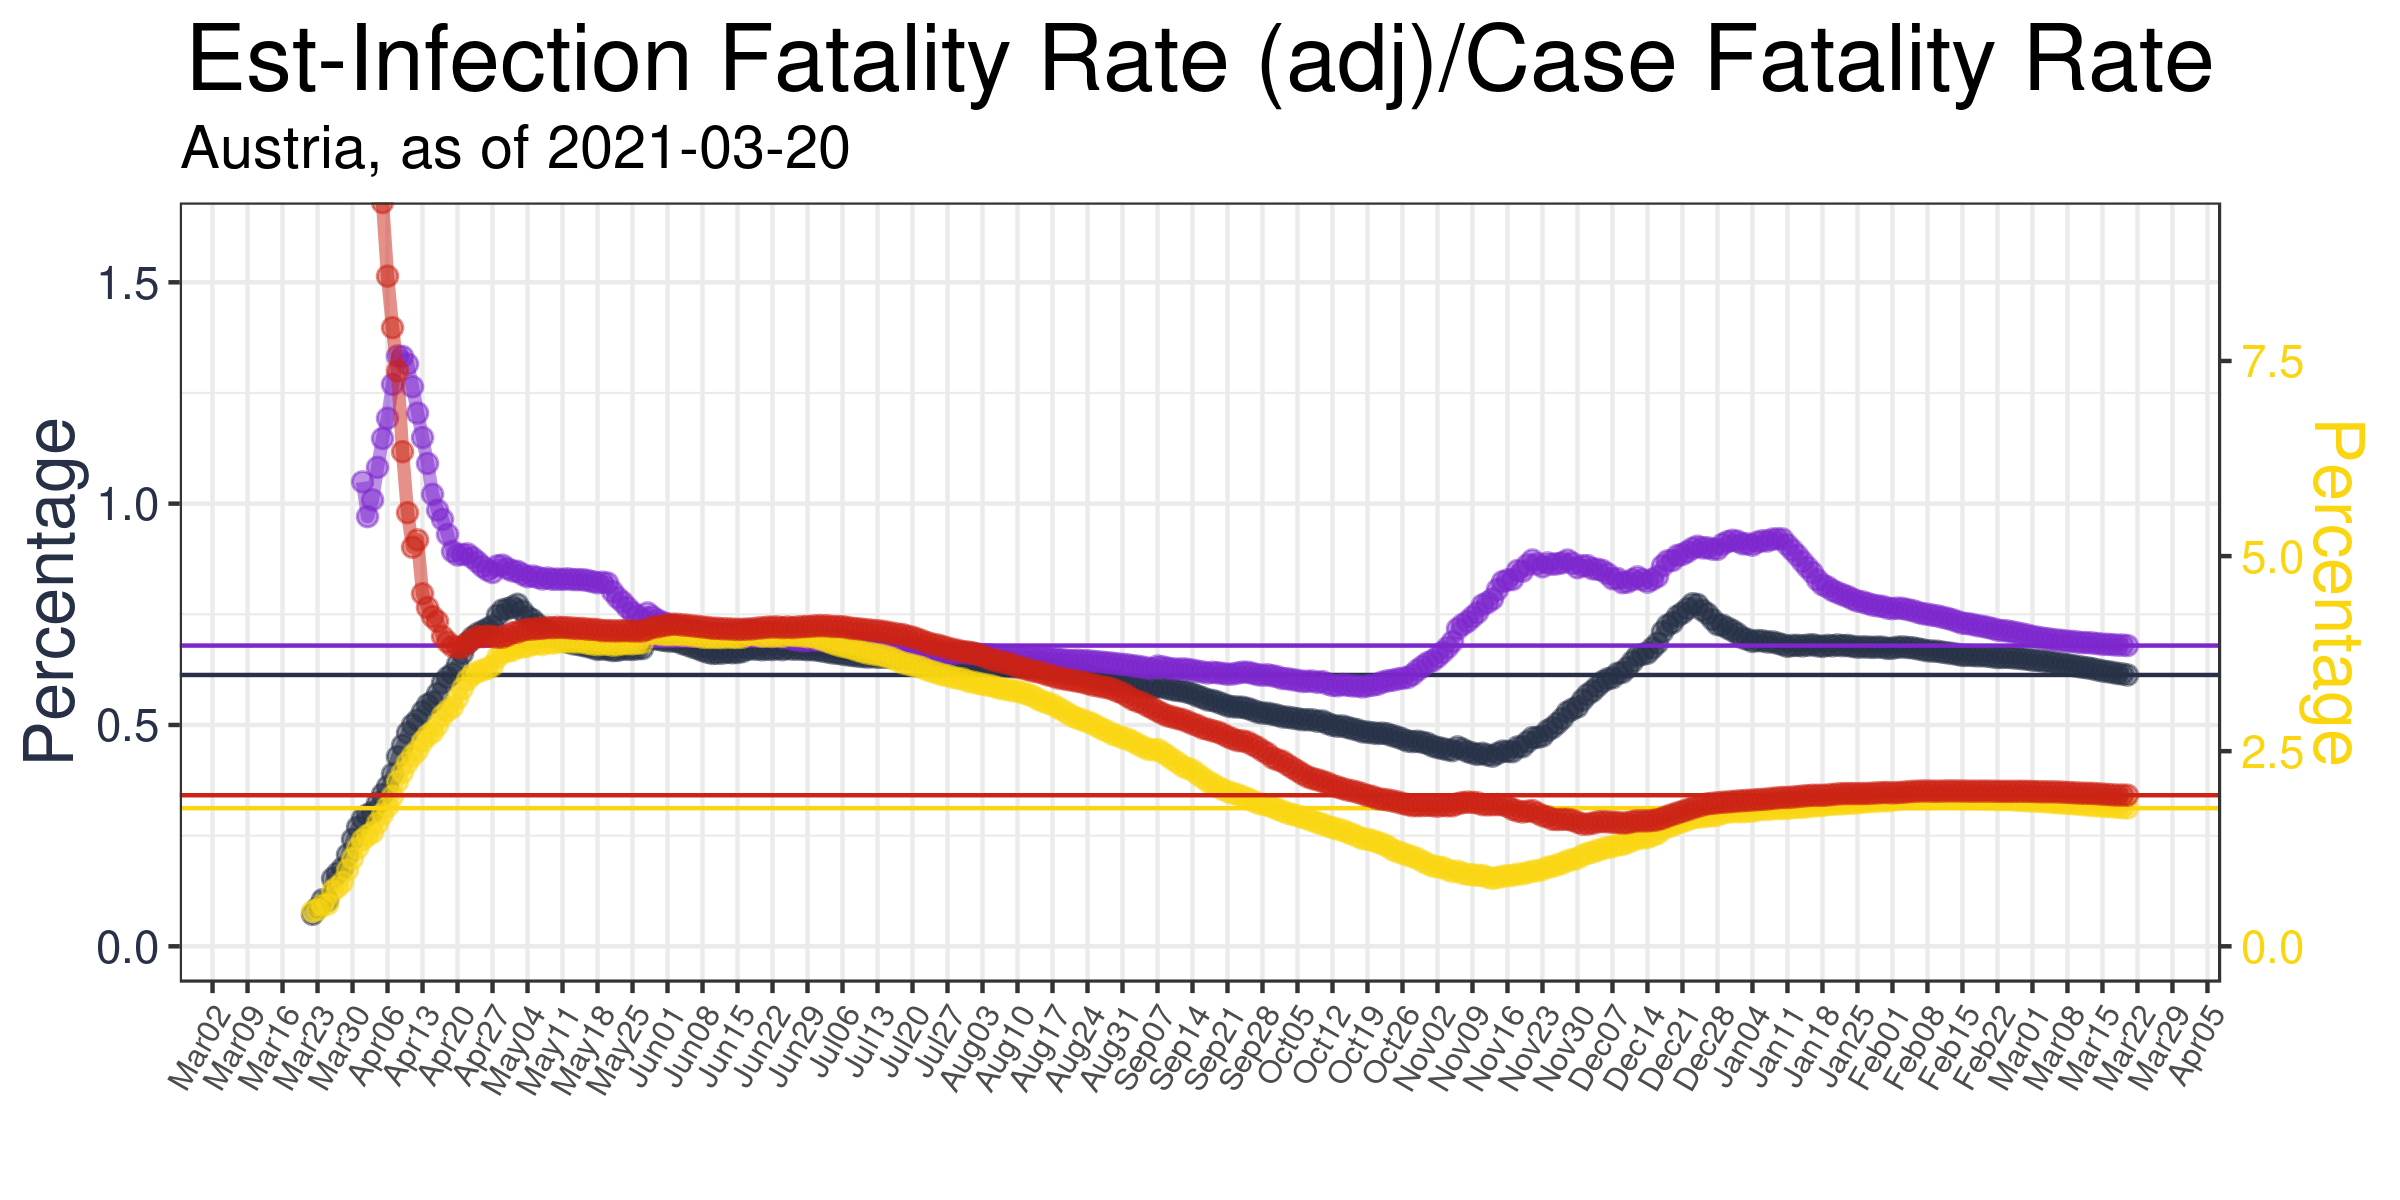 Est-Infection Fatality Rate (adj)/Case Fatality Rate
Austria, as of 2021-03-20
Percentage
1.5
1.0
0.5
0.0
7.5
5.0
2.5
0.0
Percentage
Mar02
Mar09
Mar16
Mar23
Mar30
Apr06
Apr13
Apr20
Apr27
May04
May11
May18
May25
Jun01
Jun08
Jun15
Jun22
Jun29
Jul06
Jul13
Jul20
Jul27
Aug03
Aug10
Aug17
Aug24
Aug31
Sep07
Sep14
Sep21
Sep28
Oct05
Oct12
Oct19
Oct26
Nov02
Nov09
Nov16
Nov23
Nov30
Dec07
Dec14
Dec21
Dec28
Jan04
Jan11
Jan18
Jan25
Feb01
Feb08
Feb15
Feb22
Mar01
Mar08
Mar15
Mar22
Mar29
Apr05